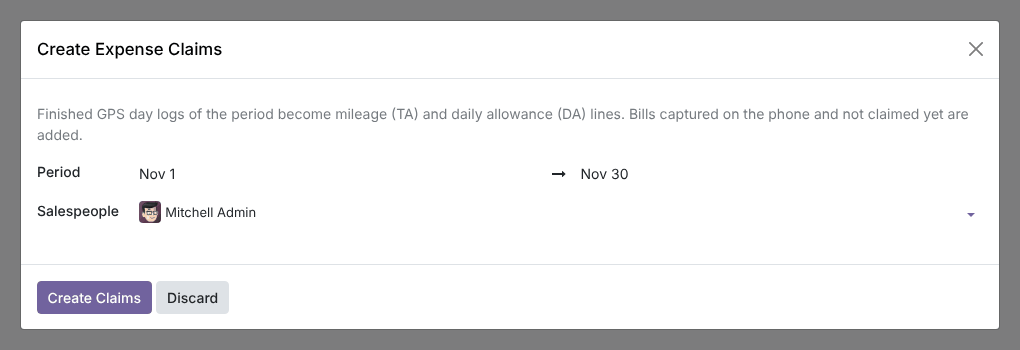 Create Expense Claims
Finished GPS day logs of the period become mileage (TA) and daily allowance (DA) lines. Bills captured on the phone and not claimed yet are
added.
Period Nov 1 → Nov 30
Salespeople Mitchell Admin
Create Claims Discard